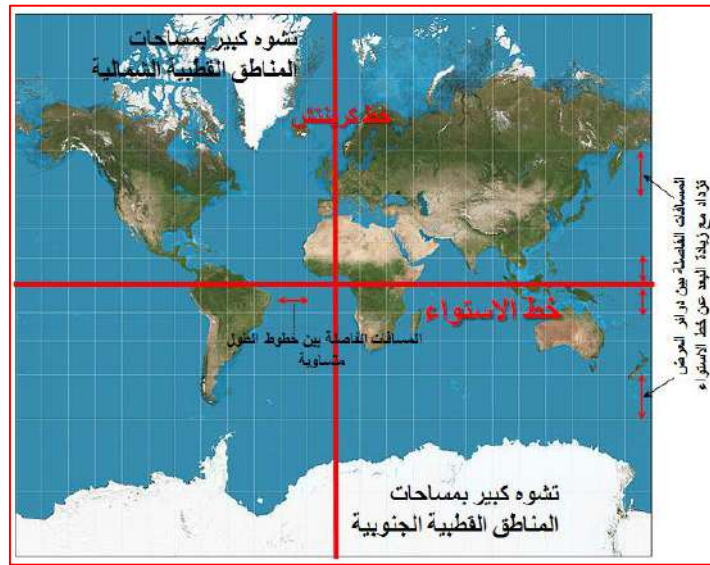 تشوه كبير بمساحات
المناطق القطبية الشمالية
خط كرينتش
خط الاستواء
المسافات الفاصلة بين خطوط الطول
متساوية
المسافات الفاصلة بين دوائر العرض
تزداد مع زيادة البعد عن خط الاستواء
تشوه كبير بمساحات
المناطق القطبية الجنوبية